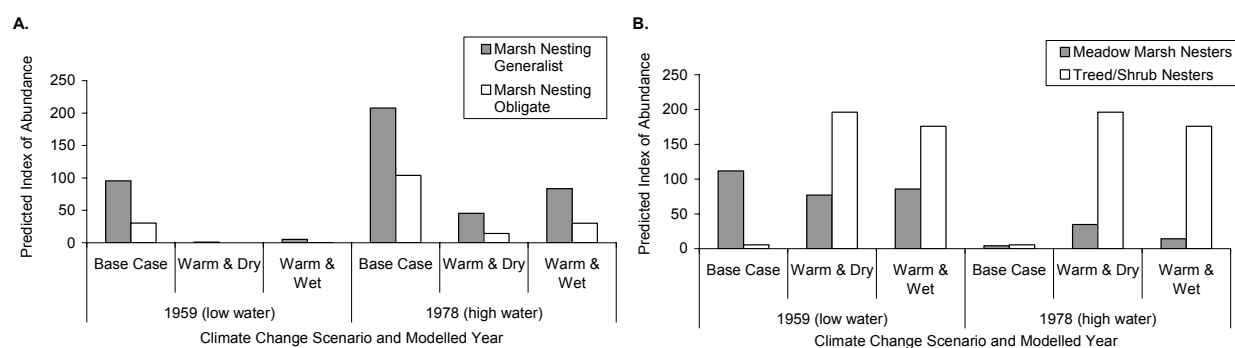 A.
Marsh Nesting
Generalist
Marsh Nesting
Obligate
Predicted Index of Abundance
250
200
150
100
50
0
Base Case Warm & Dry Warm &
Wet
Base Case Warm & Dry Warm &
Wet
1959 (low water) 1978 (high water)
Climate Change Scenario and Modelled Year
B.
Meadow Marsh Nesters
Treed/Shrub Nesters
Predicted Index of Abundance
250
200
150
100
50
0
Base Case Warm & Dry Warm &
Wet
Base Case Warm & Dry Warm &
Wet
1959 (low water) 1978 (high water)
Climate Change Scenario and Modelled Year